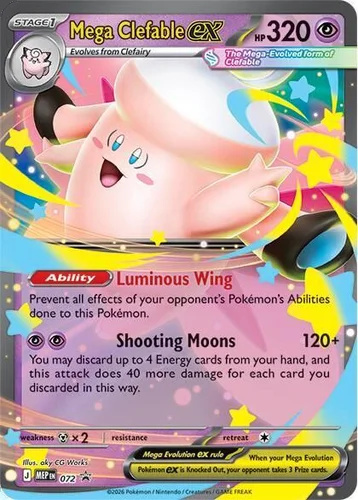 STAGE 1
Mega Clefable ex
HP 320
Evolves from Clefairy
The Mega-Evolved form of
Clefable
Ability Luminous Wing
Prevent all effects of your opponent's Pokémon's Abilities
done to this Pokémon.
Shooting Moons 120+
You may discard up to 4 Energy cards from your hand, and
this attack does 40 more damage for each card you
discarded in this way.
weakness ×2 resistance retreat
Illus. aky CG Works
Mega Evolution ex rule When your Mega Evolution
Pokémon ex is Knocked Out, your opponent takes 3 Prize cards.
J MEP EN 072
©2026 Pokémon / Nintendo / Creatures / GAME FREAK